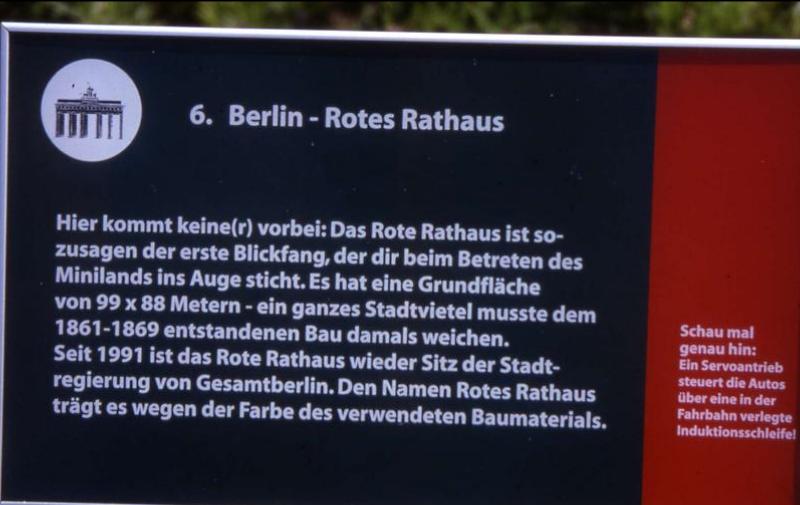 6. Berlin - Rotes Rathaus
Hier kommt keine(r) vorbei: Das Rote Rathaus ist so-
zusagen der erste Blickfang, der dir beim Betreten des
Minilands ins Auge sticht. Es hat eine Grundfläche
von 99 x 88 Metern - ein ganzes Stadtvietel musste dem
1861-1869 entstandenen Bau damals weichen.
Seit 1991 ist das Rote Rathaus wieder Sitz der Stadt-
regierung von Gesamtberlin. Den Namen Rotes Rathaus
trägt es wegen der Farbe des verwendeten Baumaterials.
Schau mal
genau hin:
Ein Servoantrieb
steuert die Autos
über eine in der
Fahrbahn verlegte
Induktionsschleife!